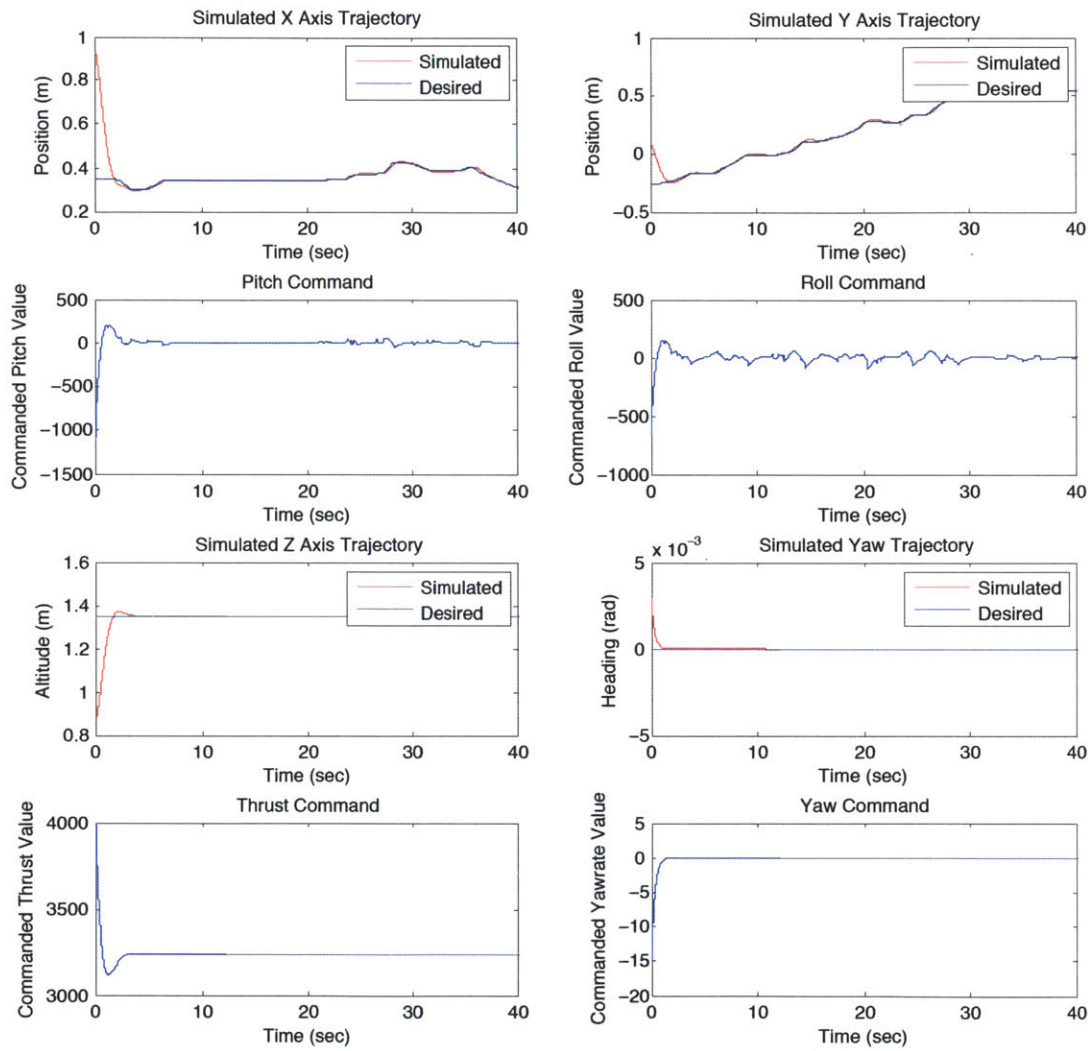 Simulated X Axis Trajectory
1
0.8
0.6
0.4
0.2
Position (m)
Simulated
Desired
0 10 20 30 40
Time (sec)
Simulated Y Axis Trajectory
1
0.5
0
−0.5
Position (m)
Simulated
Desired
0 10 20 30 40
Time (sec)
Pitch Command
500
0
−500
−1000
−1500
Commanded Pitch Value
0 10 20 30 40
Time (sec)
Roll Command
500
0
−500
−1000
Commanded Roll Value
0 10 20 30 40
Time (sec)
Simulated Z Axis Trajectory
1.6
1.4
1.2
1
0.8
Altitude (m)
Simulated
Desired
0 10 20 30 40
Time (sec)
Simulated Yaw Trajectory
x 10−3
5
0
−5
Heading (rad)
Simulated
Desired
0 10 20 30 40
Time (sec)
Thrust Command
4000
3500
3000
Commanded Thrust Value
0 10 20 30 40
Time (sec)
Yaw Command
5
0
−5
−10
−15
−20
Commanded Yawrate Value
0 10 20 30 40
Time (sec)